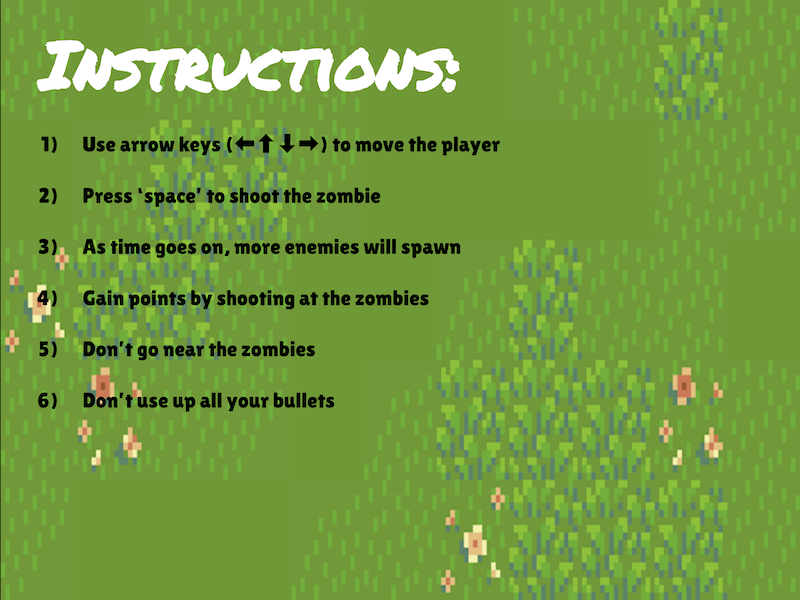 Instructions:
1) Use arrow keys (⬅⬆⬇➡) to move the player
2) Press ‘space’ to shoot the zombie
3) As time goes on, more enemies will spawn
4) Gain points by shooting at the zombies
5) Don’t go near the zombies
6) Don’t use up all your bullets